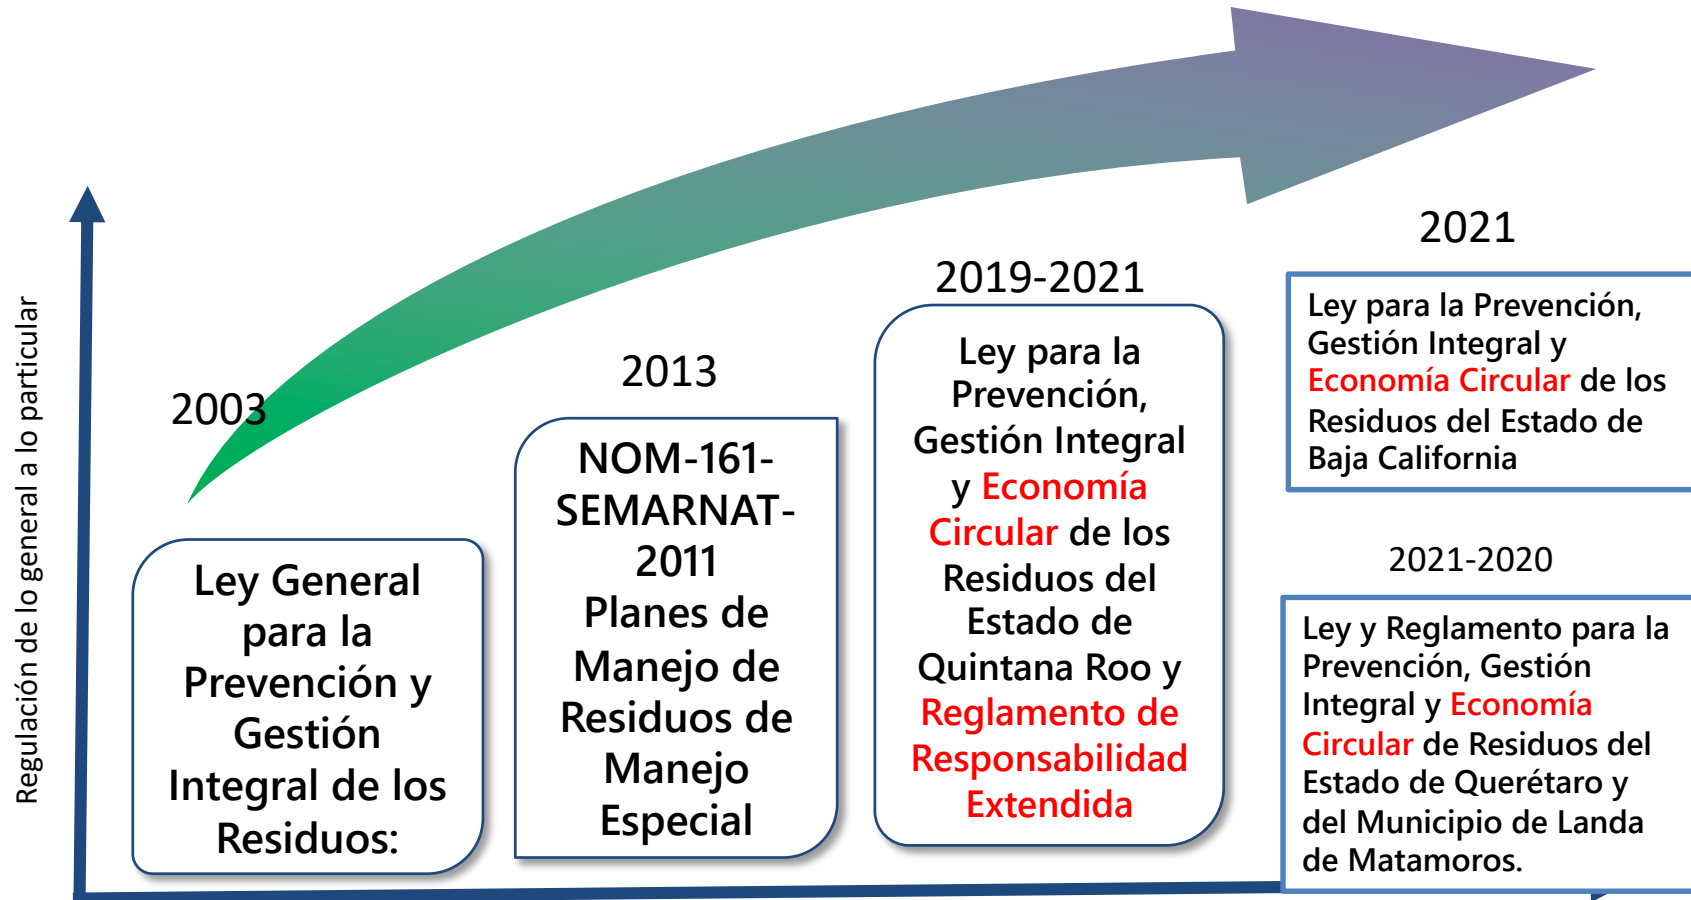 Regulación de lo general a lo particular
2003
Ley General
para la
Prevención y
Gestión
Integral de los
Residuos:
2013
NOM-161-
SEMARNAT-
2011
Planes de
Manejo de
Residuos de
Manejo
Especial
2019-2021
Ley para la
Prevención,
Gestión Integral
y Economía
Circular de los
Residuos del
Estado de
Quintana Roo y
Reglamento de
Responsabilidad
Extendida
2021
Ley para la Prevención,
Gestión Integral y
Economía Circular de los
Residuos del Estado de
Baja California
2021-2020
Ley y Reglamento para la
Prevención, Gestión
Integral y Economía
Circular de Residuos del
Estado de Querétaro y
del Municipio de Landa
de Matamoros.